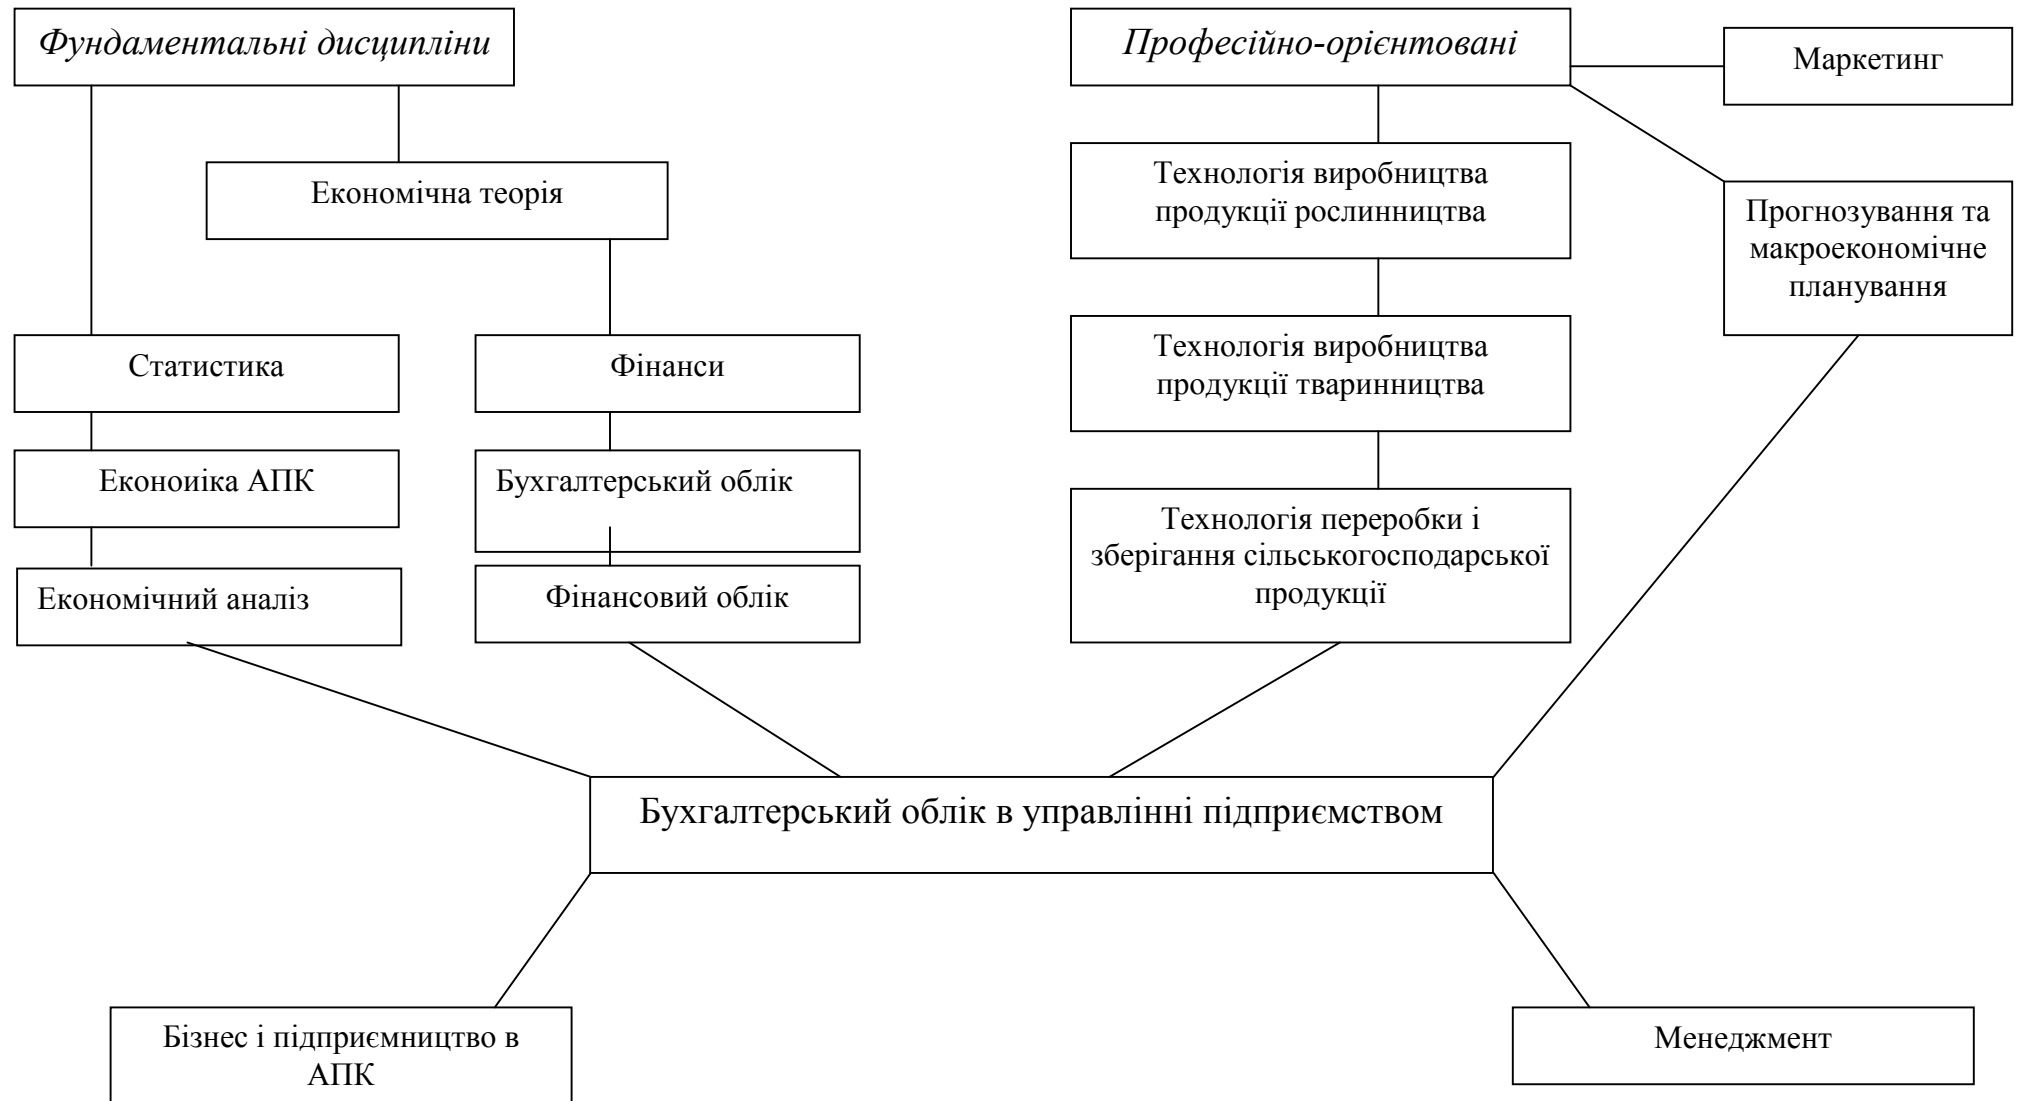 Фундаментальні дисципліни
Професійно-орієнтовані
Маркетинг
Економічна теорія
Технологія виробництва
продукції рослинництва
Прогнозування та
макроекономічне
планування
Статистика
Фінанси
Технологія виробництва
продукції тваринництва
Еконоиіка АПК
Бухгалтерський облік
Технологія переробки і
зберігання сільськогосподарської
продукції
Економічний аналіз
Фінансовий облік
Бухгалтерський облік в управлінні підприємством
Бізнес і підприємництво в
АПК
Менеджмент